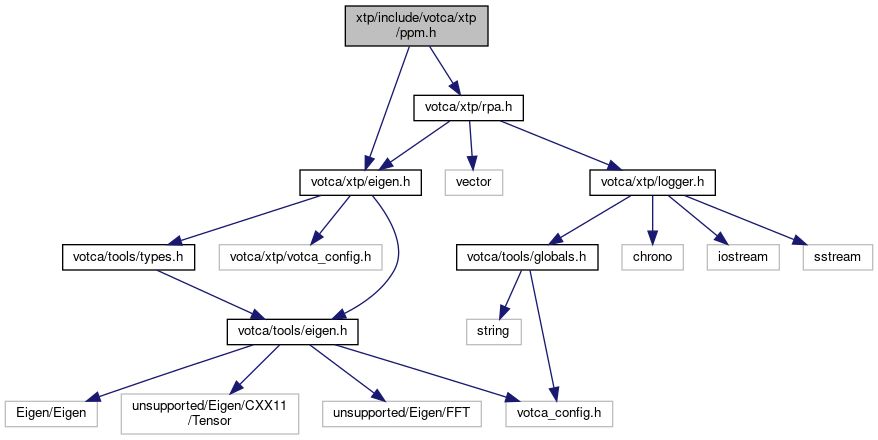 xtp/include/votca/xtp
/ppm.h
votca/xtp/rpa.h
votca/xtp/eigen.h
vector
votca/xtp/logger.h
votca/tools/types.h
votca/xtp/votca_config.h
votca/tools/globals.h
chrono
iostream
sstream
votca/tools/eigen.h
string
Eigen/Eigen
unsupported/Eigen/CXX11
/Tensor
unsupported/Eigen/FFT
votca_config.h